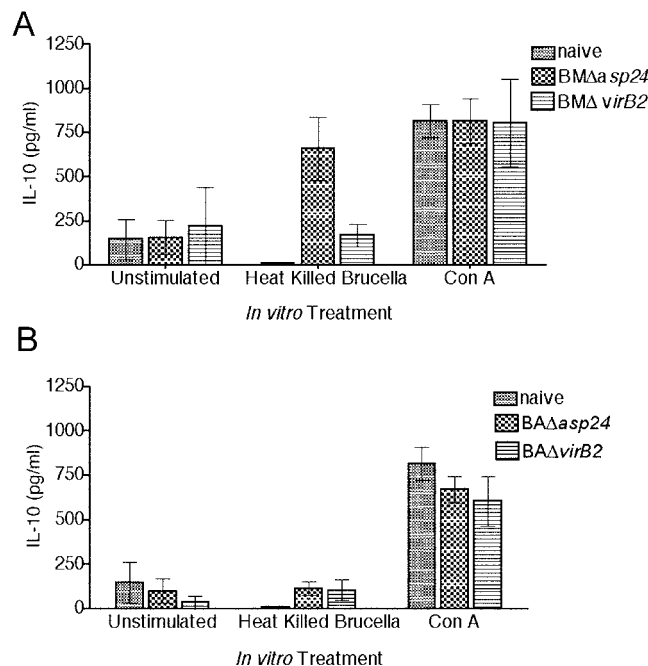 A
1250
1000
750
500
250
0
IL-10 (pg/ml)
naive
BMΔasp24
BMΔ virB2
Unstimulated
Heat Killed Brucella
Con A
In vitro Treatment
B
1250
1000
750
500
250
0
IL-10 (pg/ml)
naive
BAΔasp24
BAΔvirB2
Unstimulated
Heat Killed Brucella
Con A
In vitro Treatment